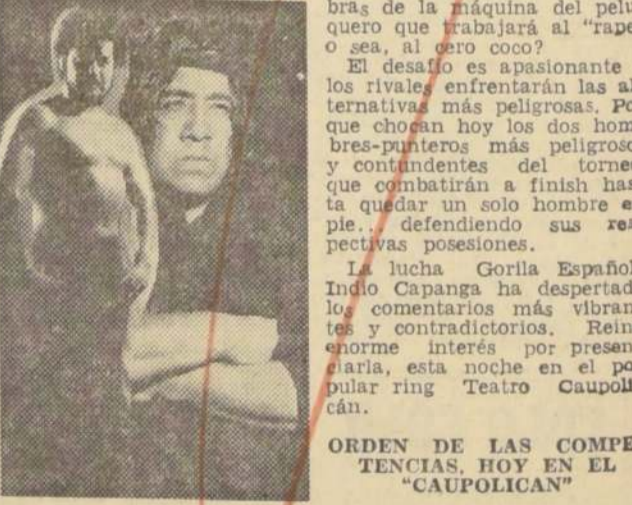 bras de la máquina del pelu
quero que trabajará al "rape
o sea, al cero coco?
El desafío es apasionante
los rivales enfrentarán las al
ternativas más peligrosas. Po
que chocan hoy los dos hom
bres-punteros más peligroso
y contundentes del torneo
que combatirán a finish has
ta quedar un solo hombre e
pie.. defendiendo sus res
pectivas posesiones.
La lucha Gorila Español
Indio Capanga ha despertad
los comentarios más vibran
tes y contradictorios. Rein
enorme interés por presen
ciarla, esta noche en el po
pular ring Teatro Caupoli
cán.
ORDEN DE LAS COMPE
TENCIAS, HOY EN EL
"CAUPOLICAN"